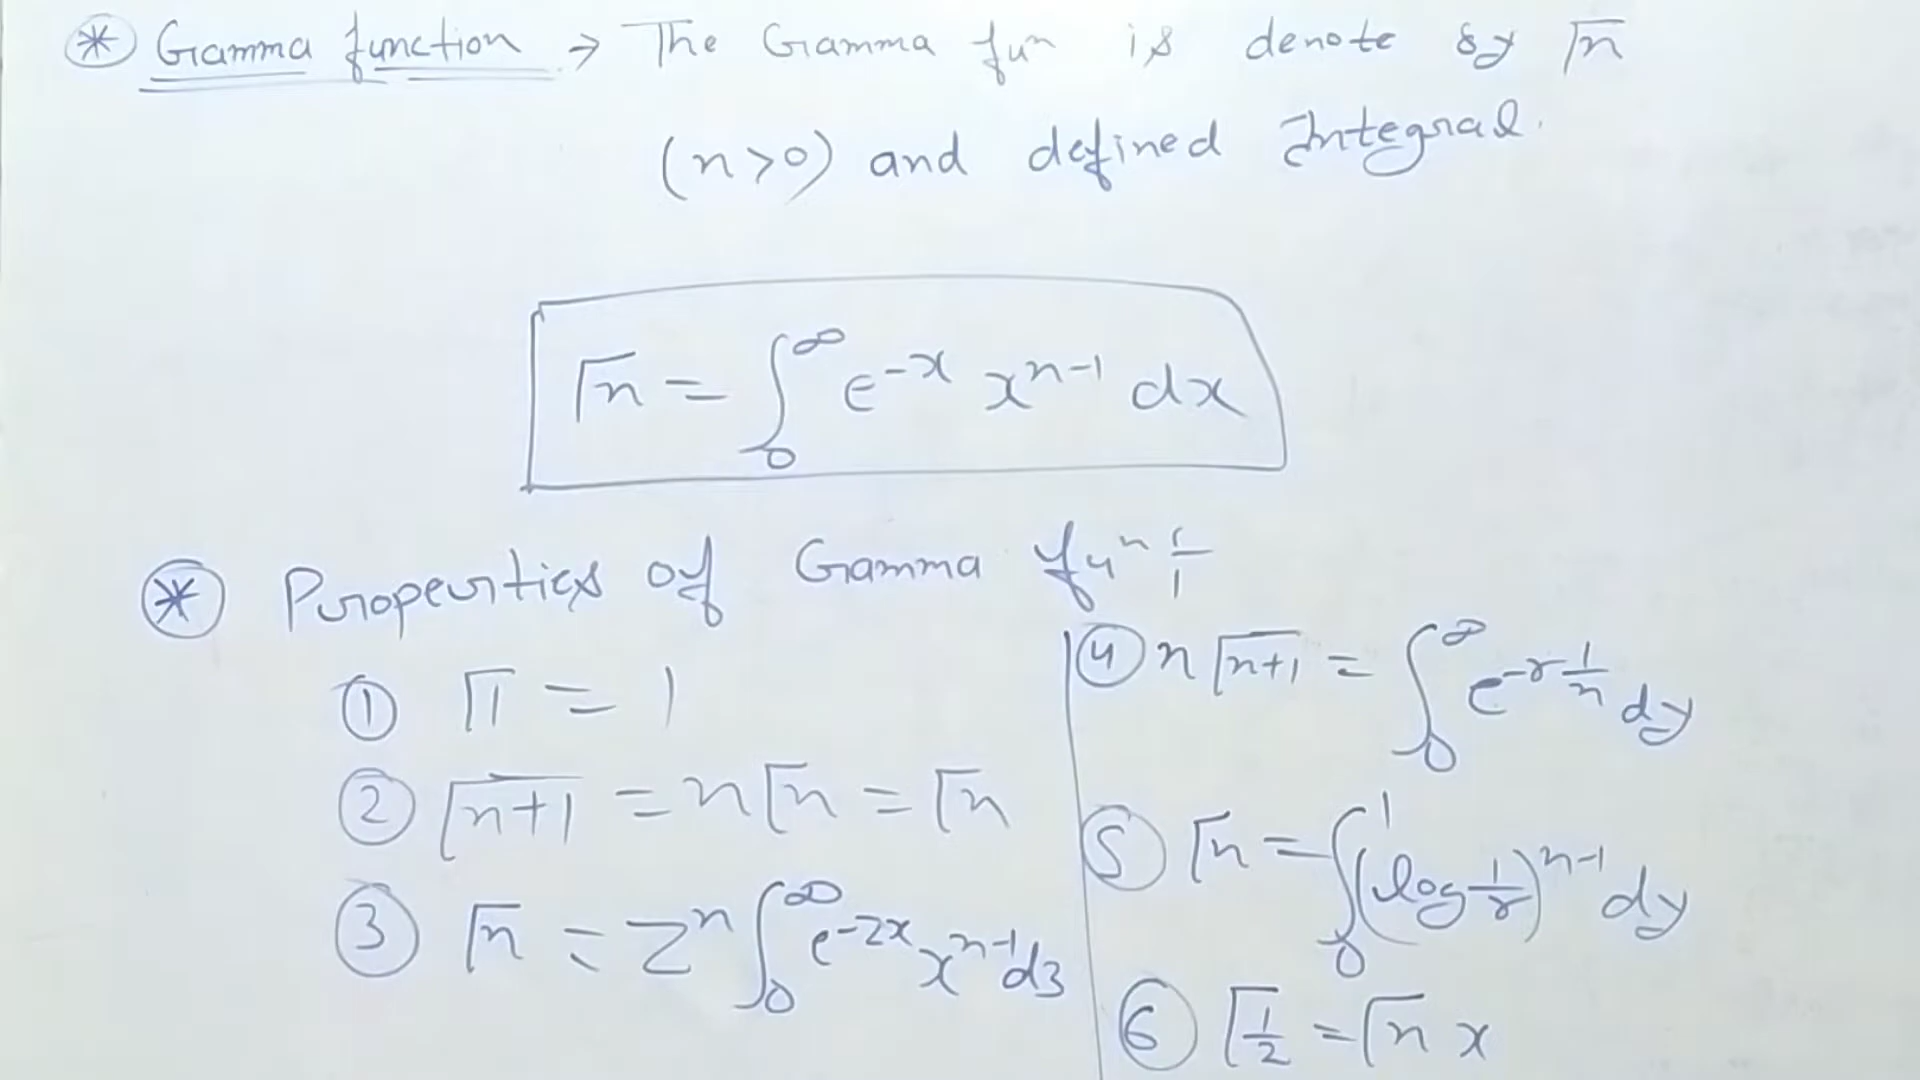 ⊛ Gamma function → The Gamma fuⁿ is denote by Γn
(n>0) and defined Integral.
Γn = ∫₀^∞ e^-x x^n-1 dx
⊛ Properties of Gamma fuⁿ ÷
① Γ1 = 1
② Γn+1 = nΓn = Γn
③ Γn = z^n ∫₀^∞ e^-zx x^n-1 dz
④ n Γn+1 = ∫₀^∞ e^-r 1/n dy
⑤ Γn = ∫₀^1 (log 1/r)^n-1 dy
⑥ Γ1/2 = Γn x